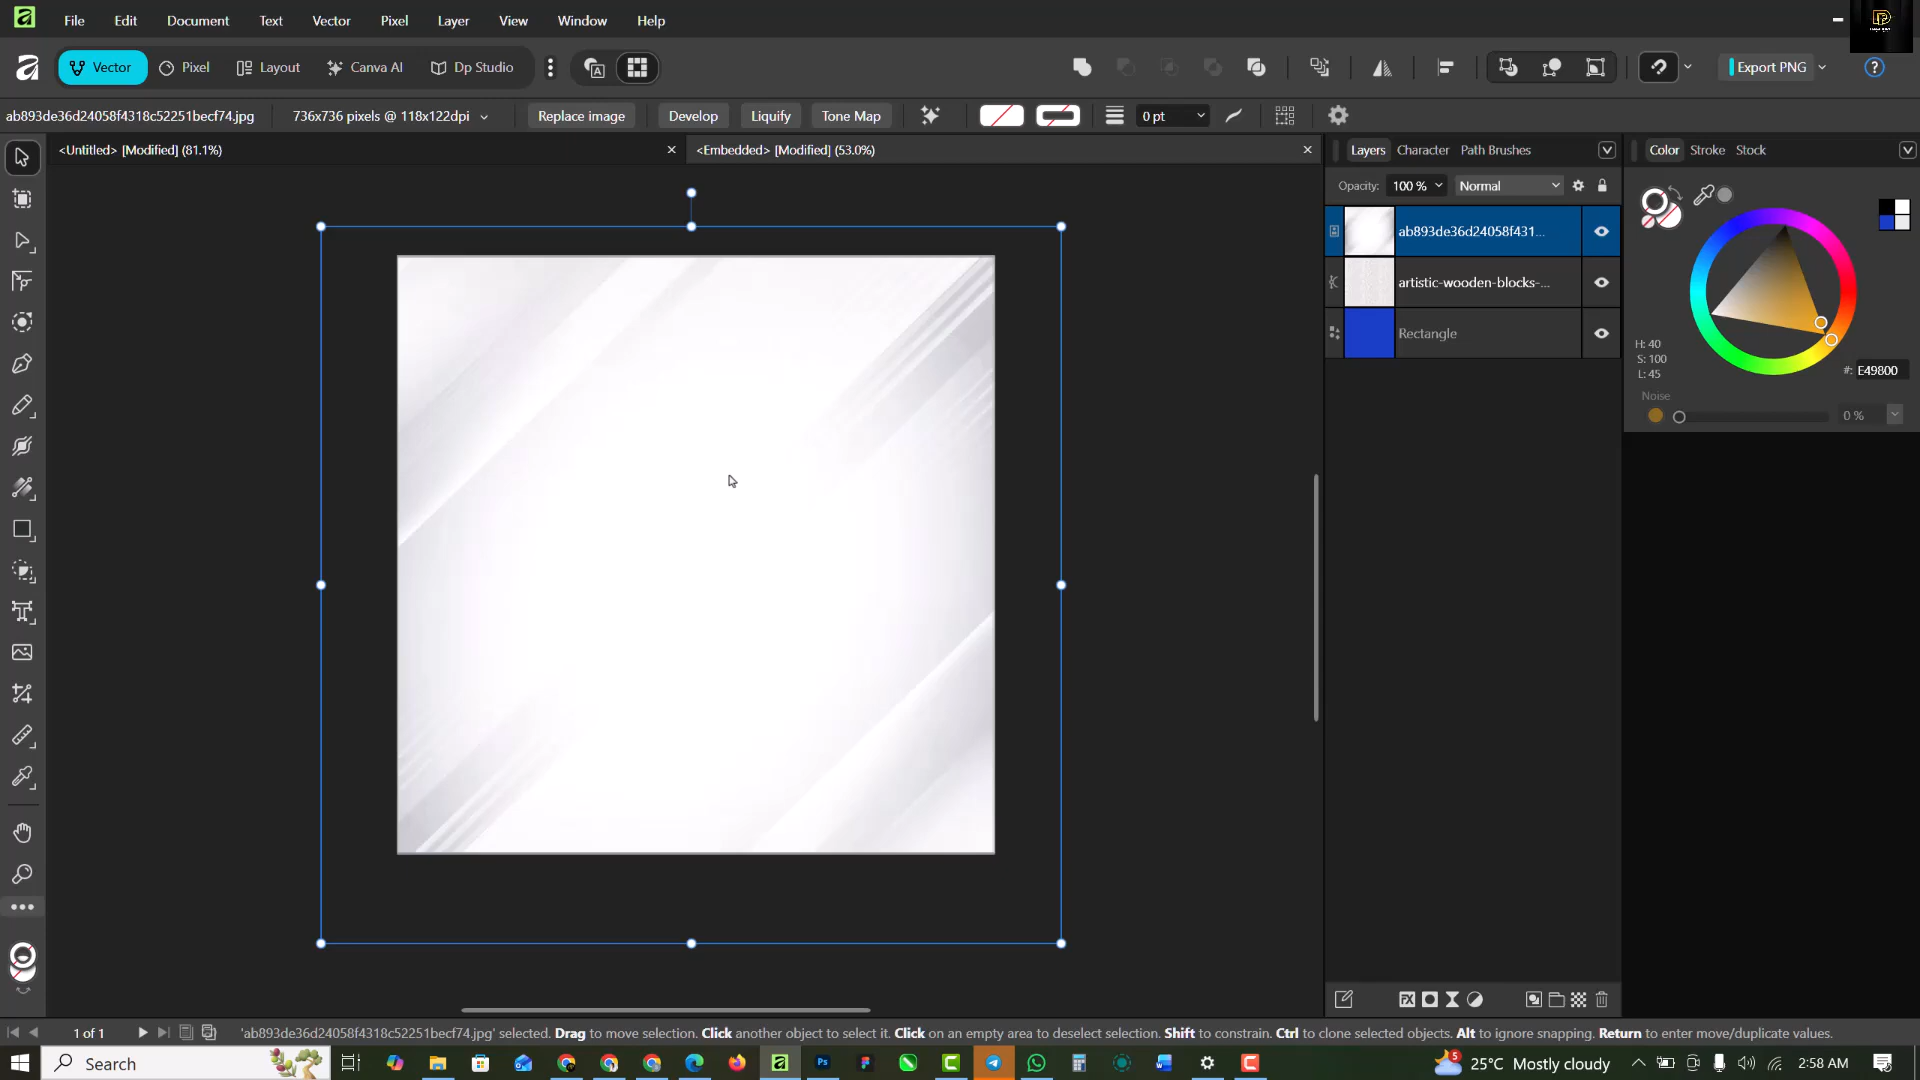 File Edit Document Text Vector Pixel Layer View Window Help
Vector Pixel Layout Canva AI Dp Studio Export PNG ?
ab893de36d24058f4318c52251becf74.jpg 736x736 pixels @ 118x122dpi Replace image Develop Liquify Tone Map 0 pt
<Untitled> [Modified] (81.1%) <Embedded> [Modified] (53.0%)
Layers Character Path Brushes
Opacity: 100 % Normal
ab893de36d24058f431...
artistic-wooden-blocks-...
Rectangle
Color Stroke Stock
H: 40
S: 100
L: 45
#: E49800
Noise
0 %
1 of 1 'ab893de36d24058f4318c52251becf74.jpg' selected. Drag to move selection. Click another object to select it. Click on an empty area to deselect selection. Shift to constrain. Ctrl to clone selected objects. Alt to ignore snapping. Return to enter move/duplicate values.
Search 5 25°C Mostly cloudy 2:58 AM